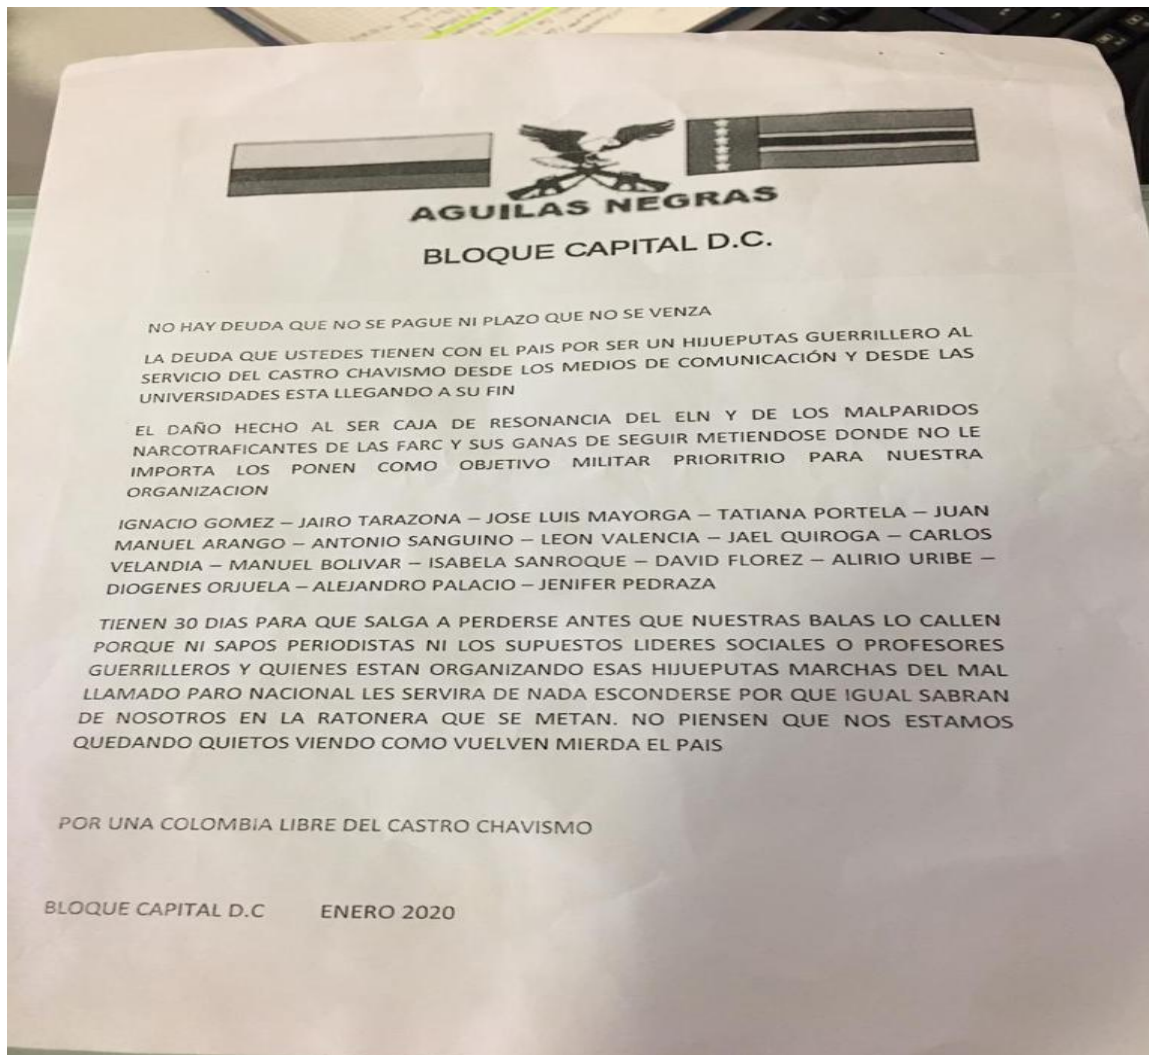 AGUILAS NEGRAS
BLOQUE CAPITAL D.C.
NO HAY DEUDA QUE NO SE PAGUE NI PLAZO QUE NO SE VENZA
LA DEUDA QUE USTEDES TIENEN CON EL PAIS POR SER UN HIJUEPUTAS GUERRILLERO AL
SERVICIO DEL CASTRO CHAVISMO DESDE LOS MEDIOS DE COMUNICACIÓN Y DESDE LAS
UNIVERSIDADES ESTA LLEGANDO A SU FIN
EL DAÑO HECHO AL SER CAJA DE RESONANCIA DEL ELN Y DE LOS MALPARIDOS
NARCOTRAFICANTES DE LAS FARC Y SUS GANAS DE SEGUIR METIENDOSE DONDE NO LE
IMPORTA LOS PONEN COMO OBJETIVO MILITAR PRIORITRIO PARA NUESTRA
ORGANIZACION
IGNACIO GOMEZ – JAIRO TARAZONA – JOSE LUIS MAYORGA – TATIANA PORTELA – JUAN
MANUEL ARANGO – ANTONIO SANGUINO – LEON VALENCIA – JAEL QUIROGA – CARLOS
VELANDIA – MANUEL BOLIVAR – ISABELA SANROQUE – DAVID FLOREZ – ALIRIO URIBE –
DIOGENES ORJUELA – ALEJANDRO PALACIO – JENIFER PEDRAZA
TIENEN 30 DIAS PARA QUE SALGA A PERDERSE ANTES QUE NUESTRAS BALAS LO CALLEN
PORQUE NI SAPOS PERIODISTAS NI LOS SUPUESTOS LIDERES SOCIALES O PROFESORES
GUERRILLEROS Y QUIENES ESTAN ORGANIZANDO ESAS HIJUEPUTAS MARCHAS DEL MAL
LLAMADO PARO NACIONAL LES SERVIRA DE NADA ESCONDERSE POR QUE IGUAL SABRAN
DE NOSOTROS EN LA RATONERA QUE SE METAN. NO PIENSEN QUE NOS ESTAMOS
QUEDANDO QUIETOS VIENDO COMO VUELVEN MIERDA EL PAIS
POR UNA COLOMBIA LIBRE DEL CASTRO CHAVISMO
BLOQUE CAPITAL D.C ENERO 2020